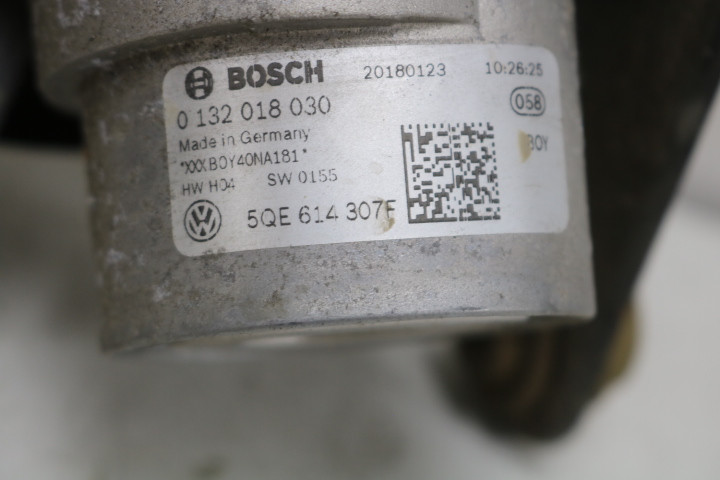 BOSCH 20180123 10:26:25
0 132 018 030 058
Made in Germany BOY
*XXXBOY40NA181*
HW H04 SW 0155
5QE 614 307F